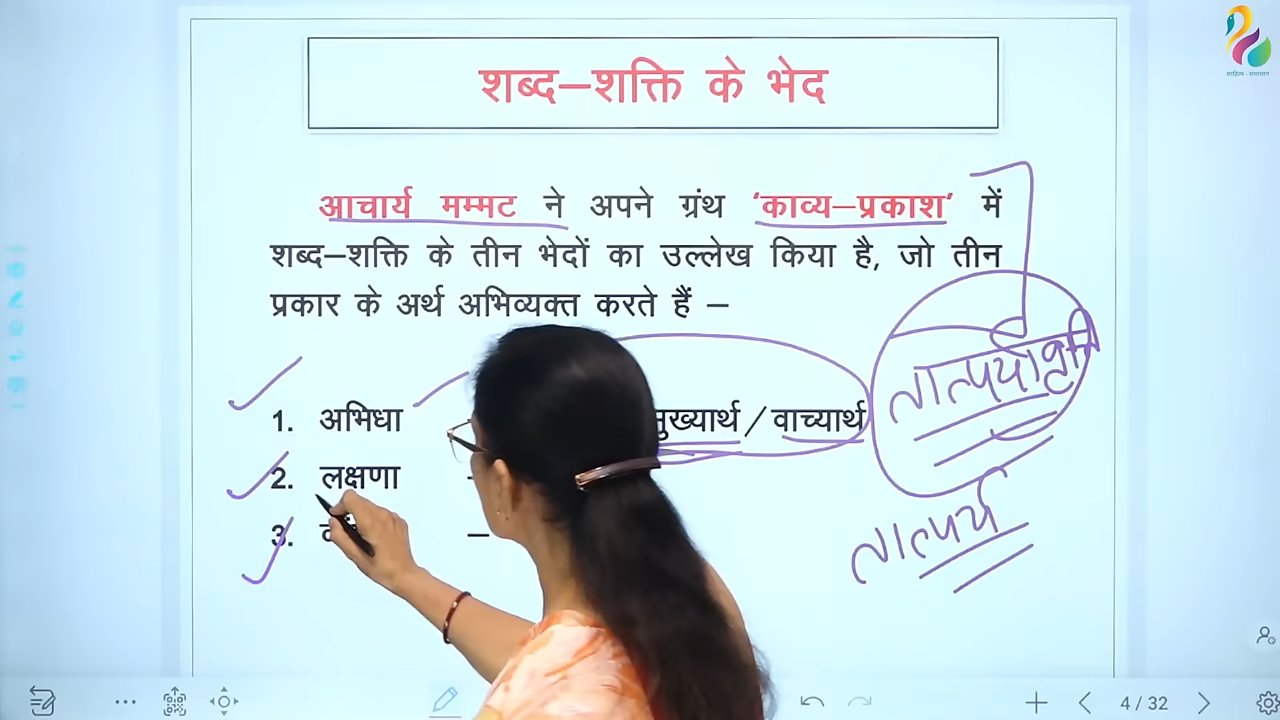 साहित्य - समाधान
शब्द–शक्ति के भेद
आचार्य मम्मट ने अपने ग्रंथ 'काव्य–प्रकाश' में
शब्द–शक्ति के तीन भेदों का उल्लेख किया है, जो तीन
प्रकार के अर्थ अभिव्यक्त करते हैं –
तात्पर्या वृत्ति
1. अभिधा मुख्यार्थ / वाच्यार्थ
2. लक्षणा -
3. –
तात्पर्य
4 / 32